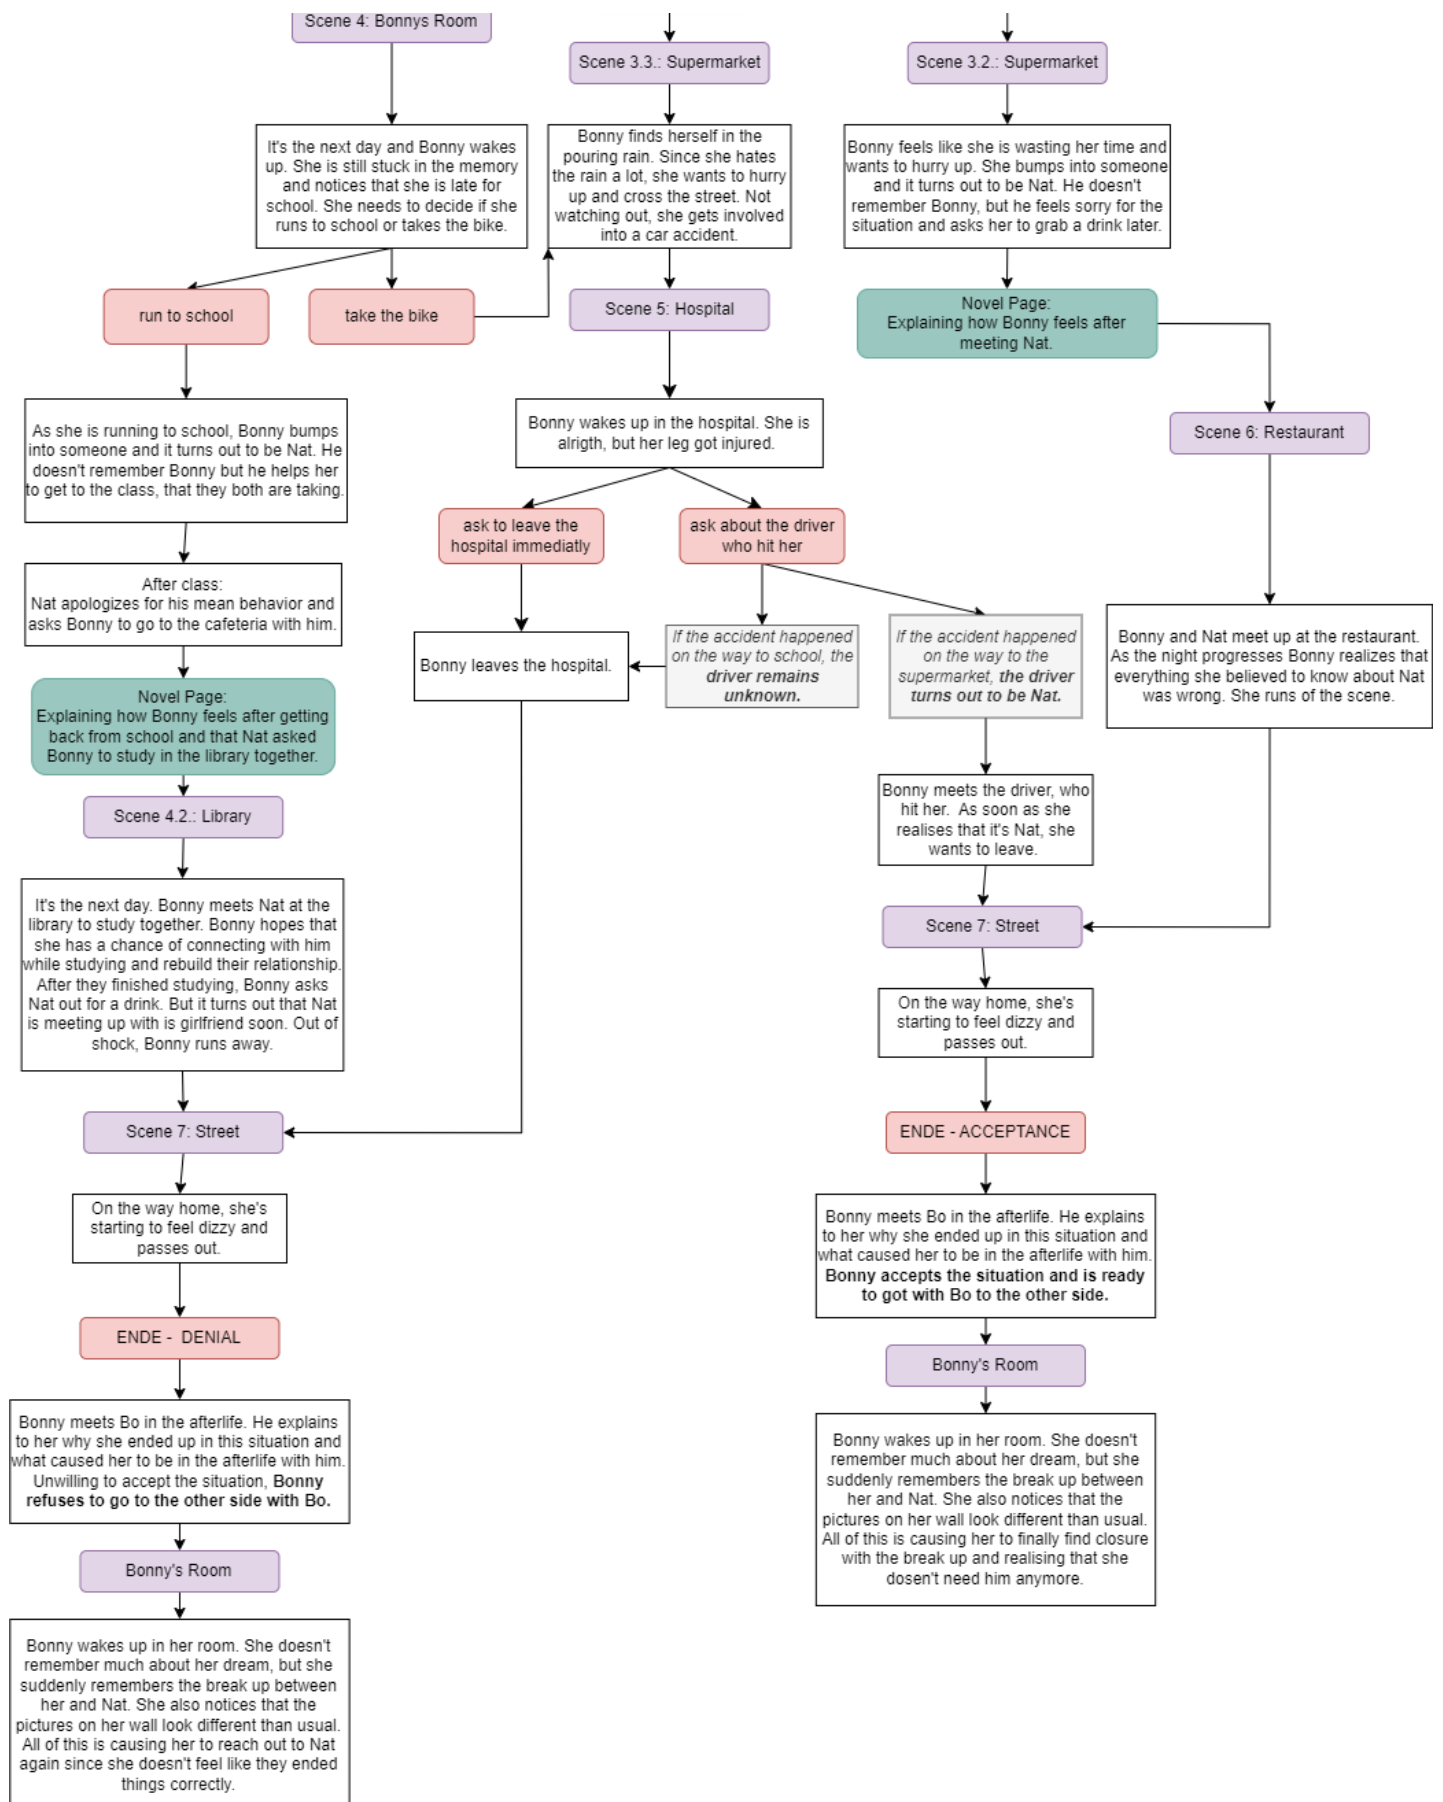 Scene 4: Bonnys Room
Scene 3.3.: Supermarket
Scene 3.2.: Supermarket
It's the next day and Bonny wakes
up. She is still stuck in the memory
and notices that she is late for
school. She needs to decide if she
runs to school or takes the bike.
Bonny finds herself in the
pouring rain. Since she hates
the rain a lot, she wants to hurry
up and cross the street. Not
watching out, she gets involved
into a car accident.
Bonny feels like she is wasting her time and
wants to hurry up. She bumps into someone
and it turns out to be Nat. He doesn't
remember Bonny, but he feels sorry for the
situation and asks her to grab a drink later.
run to school
take the bike
Scene 5: Hospital
Novel Page:
Explaining how Bonny feels after
meeting Nat.
As she is running to school, Bonny bumps
into someone and it turns out to be Nat. He
doesn't remember Bonny but he helps her
to get to the class, that they both are taking.
Bonny wakes up in the hospital. She is
alrigth, but her leg got injured.
Scene 6: Restaurant
ask to leave the
hospital immediatly
ask about the driver
who hit her
After class:
Nat apologizes for his mean behavior and
asks Bonny to go to the cafeteria with him.
Bonny leaves the hospital.
If the accident happened
on the way to school, the
driver remains
unknown.
If the accident happened
on the way to the
supermarket, the driver
turns out to be Nat.
Bonny and Nat meet up at the restaurant.
As the night progresses Bonny realizes that
everything she believed to know about Nat
was wrong. She runs of the scene.
Novel Page:
Explaining how Bonny feels after getting
back from school and that Nat asked
Bonny to study in the library together.
Scene 4.2.: Library
Bonny meets the driver, who
hit her. As soon as she
realises that it's Nat, she
wants to leave.
It's the next day. Bonny meets Nat at the
library to study together. Bonny hopes that
she has a chance of connecting with him
while studying and rebuild their relationship.
After they finished studying, Bonny asks
Nat out for a drink. But it turns out that Nat
is meeting up with is girlfriend soon. Out of
shock, Bonny runs away.
Scene 7: Street
On the way home, she's
starting to feel dizzy and
passes out.
Scene 7: Street
ENDE - ACCEPTANCE
On the way home, she's
starting to feel dizzy and
passes out.
Bonny meets Bo in the afterlife. He explains
to her why she ended up in this situation and
what caused her to be in the afterlife with him.
Bonny accepts the situation and is ready
to got with Bo to the other side.
ENDE - DENIAL
Bonny's Room
Bonny meets Bo in the afterlife. He explains
to her why she ended up in this situation and
what caused her to be in the afterlife with him.
Unwilling to accept the situation, Bonny
refuses to go to the other side with Bo.
Bonny wakes up in her room. She doesn't
remember much about her dream, but she
suddenly remembers the break up between
her and Nat. She also notices that the
pictures on her wall look different than usual.
All of this is causing her to finally find closure
with the break up and realising that she
dosen't need him anymore.
Bonny's Room
Bonny wakes up in her room. She doesn't
remember much about her dream, but she
suddenly remembers the break up between
her and Nat. She also notices that the
pictures on her wall look different than usual.
All of this is causing her to reach out to Nat
again since she doesn't feel like they ended
things correctly.